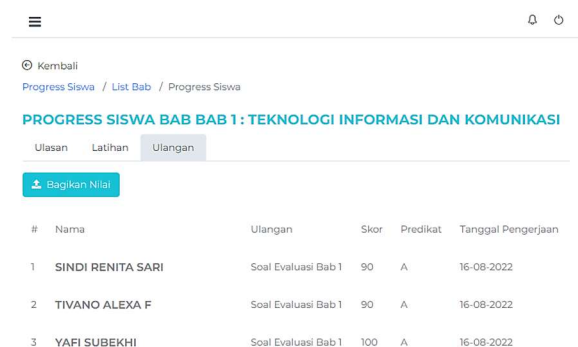 Kembali
Progress Siswa / List Bab / Progress Siswa
PROGRESS SISWA BAB BAB 1 : TEKNOLOGI INFORMASI DAN KOMUNIKASI
Ulasan Latihan Ulangan
Bagikan Nilai
# Nama Ulangan Skor Predikat Tanggal Pengerjaan
1 SINDI RENITA SARI Soal Evaluasi Bab 1 90 A 16-08-2022
2 TIVANO ALEXA F Soal Evaluasi Bab 1 90 A 16-08-2022
3 YAFI SUBEKHI Soal Evaluasi Bab 1 100 A 16-08-2022